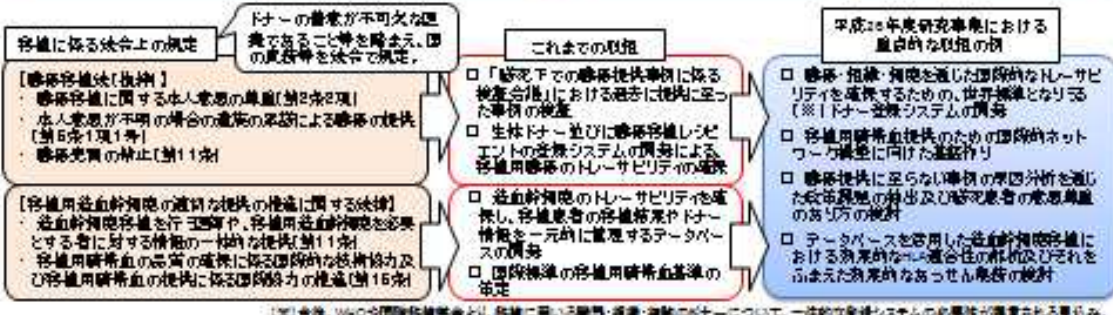 移植に係る法令上の規定
ドナーの善意が不可欠な医
療であること等を踏まえ、国
の責務等を法令で規定。
【臓器移植法(抜粋)】
・ 臓器移植に関する本人意思の尊重(第2条2項)
・ 本人意思が不明の場合の遺族の承諾による臓器の提供
(第6条1項1号)
・ 臓器売買の禁止(第11条)
【移植用造血幹細胞の適切な提供の推進に関する法律】
・ 造血幹細胞移植を行う医師や、移植用造血幹細胞を必要
とする者に対する情報の一体的な提供(第11条)
・ 移植用臍帯血の品質の確保に係る国際的な技術協力及
び移植用臍帯血の提供に係る国際協力の推進(第16条)
これまでの取組
□ 「脳死下での臓器提供事例に係る
検証会議」における過去に提供に至っ
た事例の検証
□ 生体ドナー並びに臓器移植レシピ
エントの登録システムの開発による、
移植用臓器のトレーサビリティの確保
□ 造血幹細胞のトレーサビリティを確
保し、移植患者の移植結果やドナー
情報を一元的に管理するデータベー
スの開発
□ 国際標準の移植用臍帯血基準の
策定
平成26年度研究事業における
重点的な取組の例
□ 臓器・組織・細胞を通じた国際的なトレーサビ
リティを確保するための、世界標準となりうる
(※)ドナー登録システムの開発
□ 移植用臍帯血提供のための国際的ネット
ワーク構築に向けた基盤作り
□ 臓器提供に至らない事例の原因分析を通じ
た政策課題の抽出及び脳死患者の意思尊重
のあり方の検討
□ データベースを活用した造血幹細胞移植に
おける効果的なHLA適合性の解析及びそれを
ふまえた効果的なあっせん業務の検討